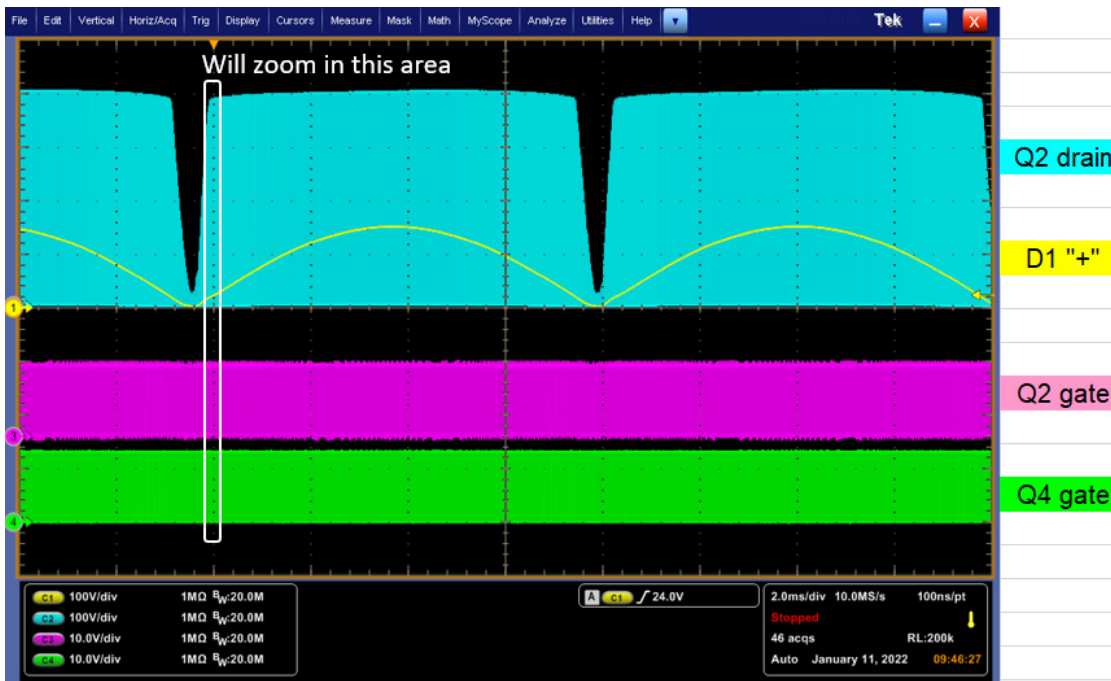 File Edit Vertical Horiz/Acq Trig Display Cursors Measure Mask Math MyScope Analyze Utilities Help Tek X
Will zoom in this area
Q2 drain
D1 "+"
1
Q2 gate
3
Q4 gate
4
C1 100V/div 1MΩ BW:20.0M
C2 100V/div 1MΩ BW:20.0M
C3 10.0V/div 1MΩ BW:20.0M
C4 10.0V/div 1MΩ BW:20.0M
A C1 24.0V
2.0ms/div 10.0MS/s 100ns/pt
Stopped
46 acqs RL:200k
Auto January 11, 2022 09:46:27